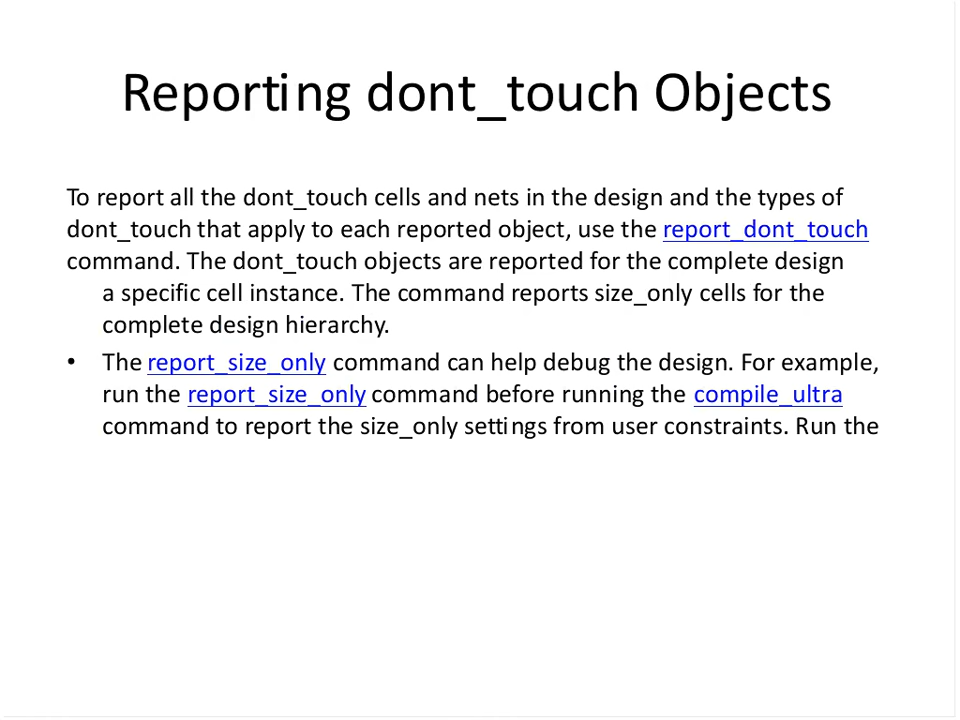 Reporting dont_touch Objects
To report all the dont_touch cells and nets in the design and the types of
dont_touch that apply to each reported object, use the report_dont_touch
command. The dont_touch objects are reported for the complete design
a specific cell instance. The command reports size_only cells for the
complete design hierarchy.
• The report_size_only command can help debug the design. For example,
run the report_size_only command before running the compile_ultra
command to report the size_only settings from user constraints. Run the